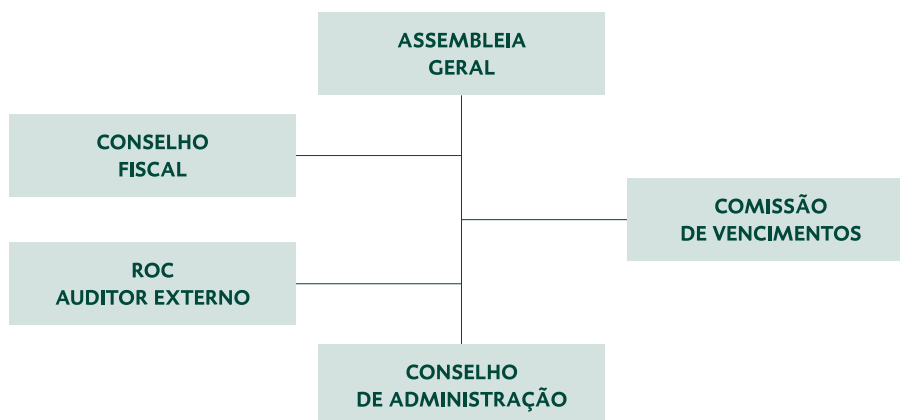 ASSEMBLEIA
GERAL
CONSELHO
FISCAL
COMISSÃO
DE VENCIMENTOS
ROC
AUDITOR EXTERNO
CONSELHO
DE ADMINISTRAÇÃO